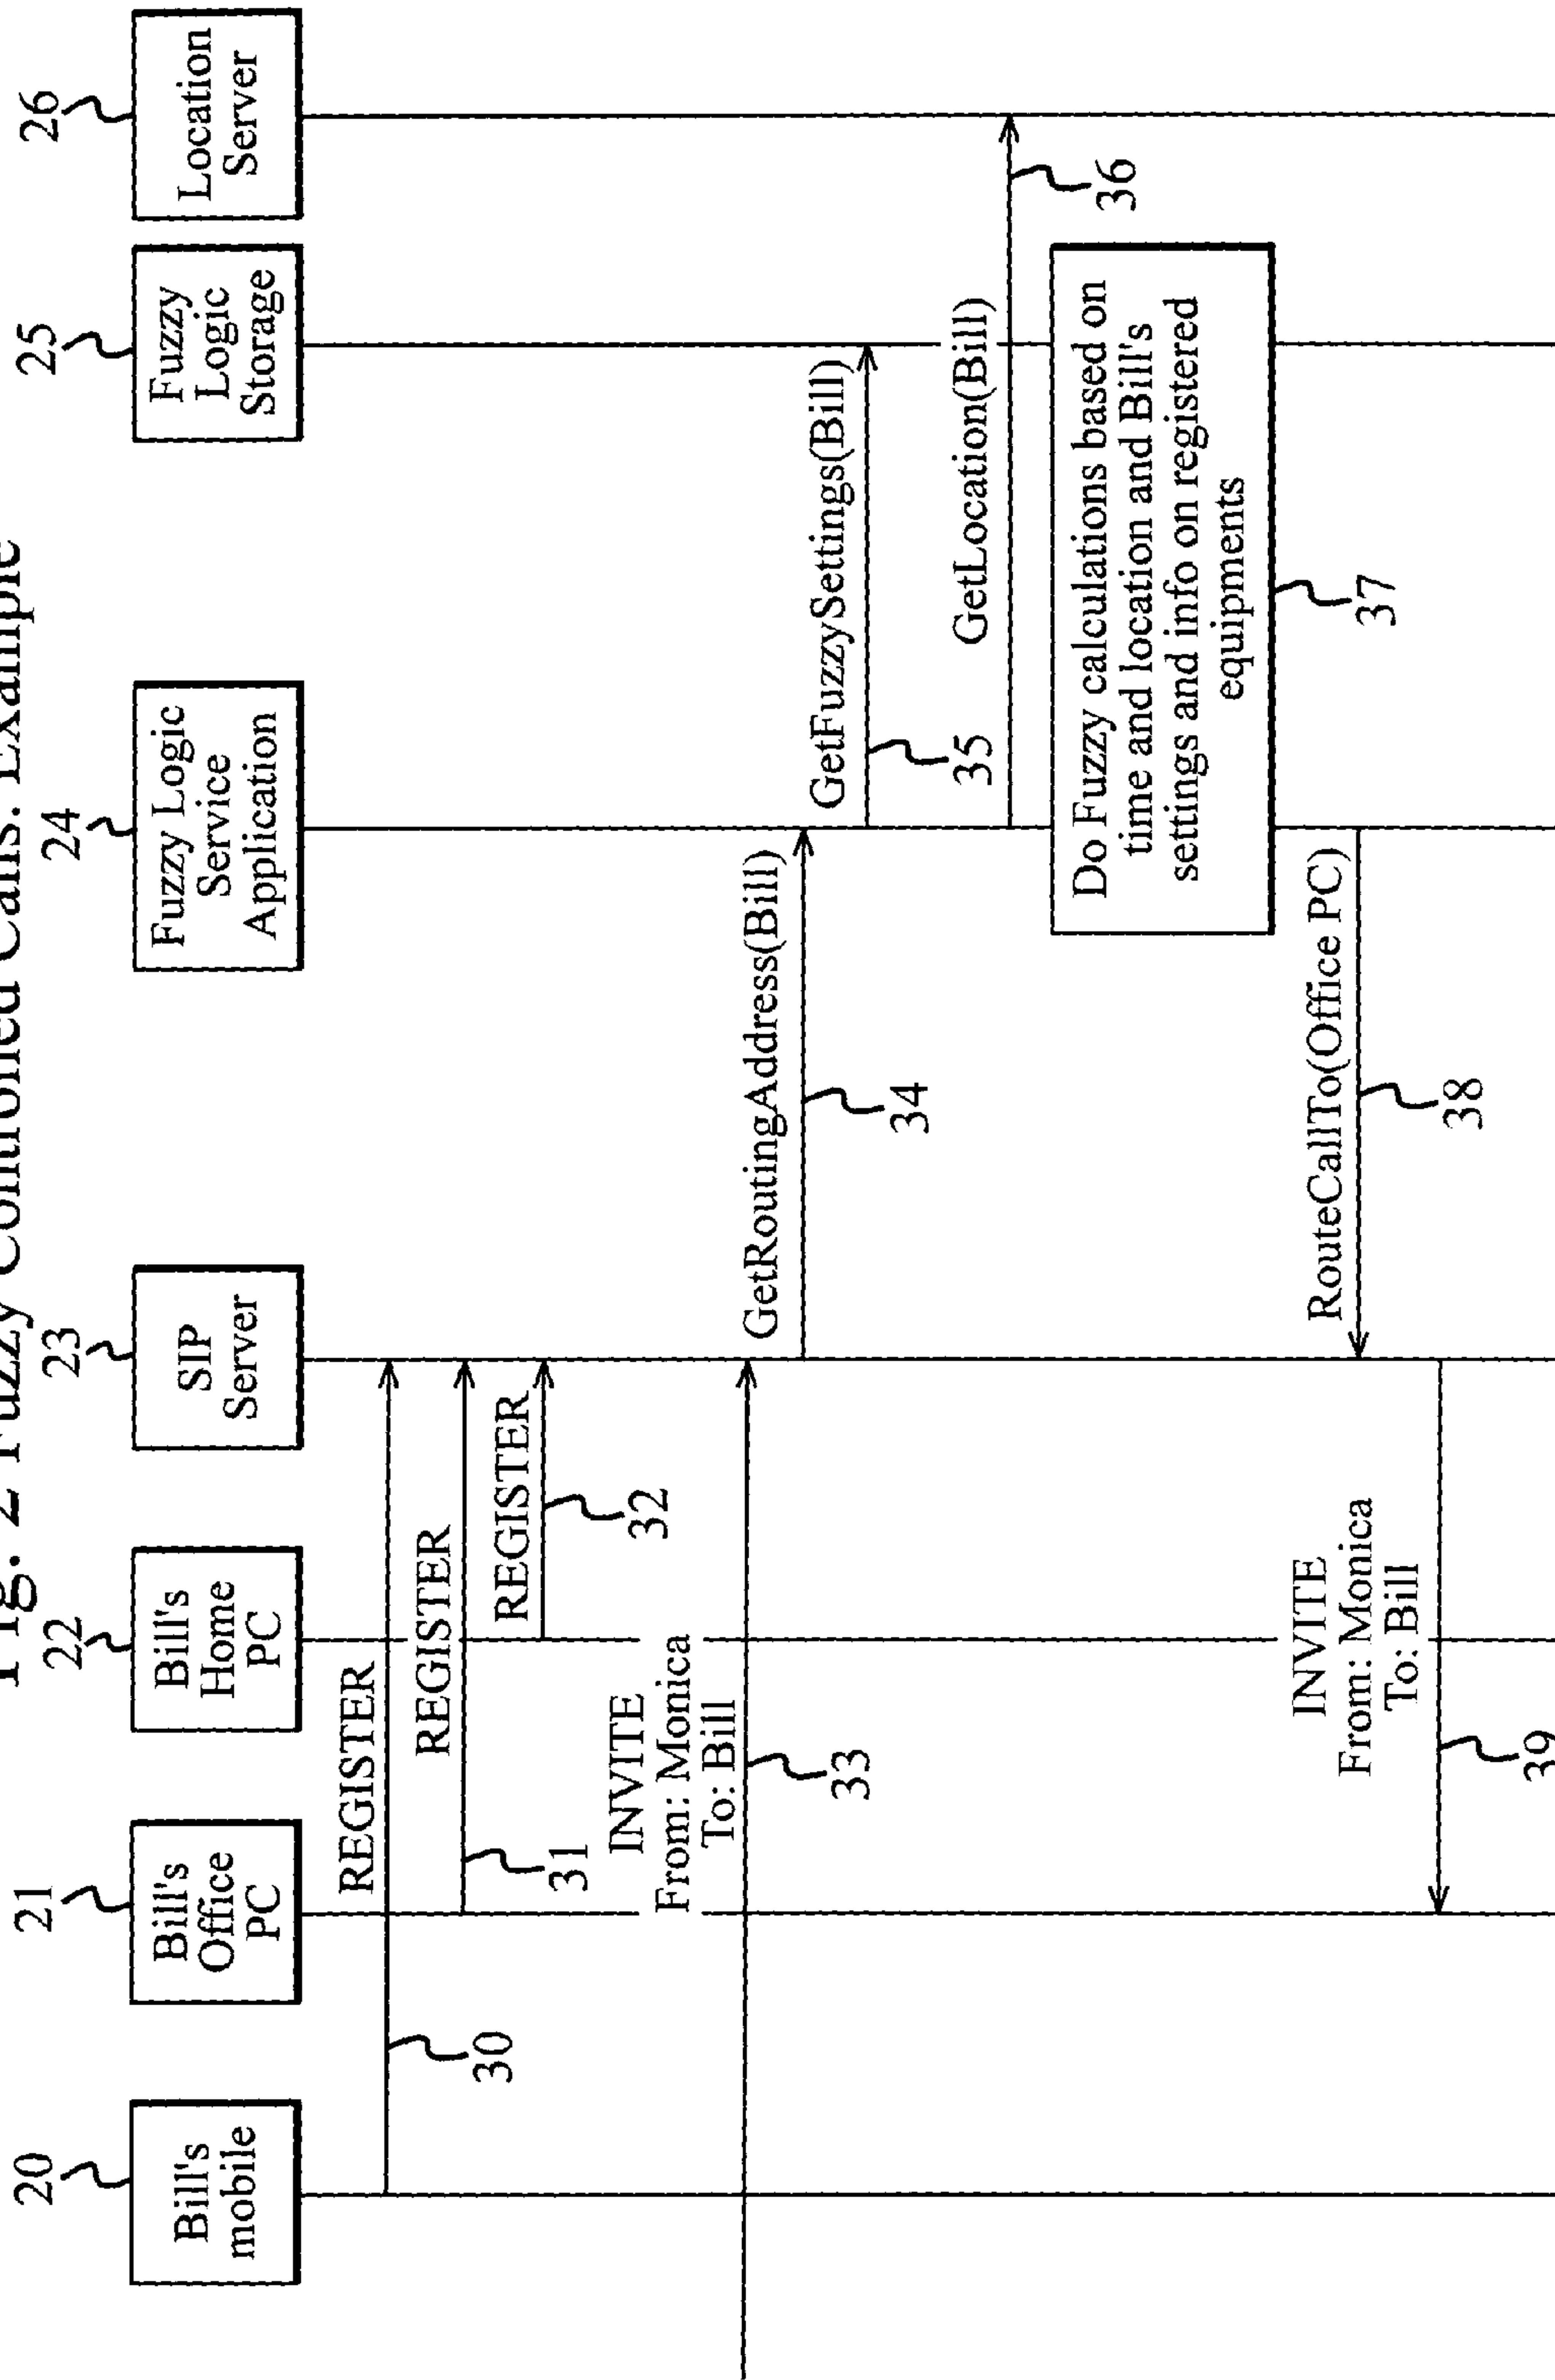 Fig. 2 Fuzzy Controlled Calls. Example
20
21
22
23
24
25
26
Bill's
mobile
Bill's
Office
PC
Bill's
Home
PC
SIP
Server
Fuzzy Logic
Service
Application
Fuzzy
Logic
Storage
Location
Server
REGISTER
30
REGISTER
31
REGISTER
32
INVITE
From: Monica
To: Bill
33
GetRoutingAddress(Bill)
34
GetFuzzySettings(Bill)
35
GetLocation(Bill)
36
Do Fuzzy calculations based on
time and location and Bill's
settings and info on registered
equipments
37
RouteCallTo(Office PC)
38
INVITE
From: Monica
To: Bill
39